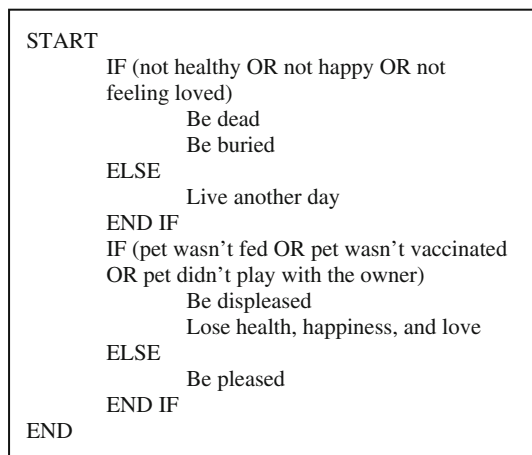 START
IF (not healthy OR not happy OR not
feeling loved)
Be dead
Be buried
ELSE
Live another day
END IF
IF (pet wasn't fed OR pet wasn't vaccinated
OR pet didn't play with the owner)
Be displeased
Lose health, happiness, and love
ELSE
Be pleased
END IF
END